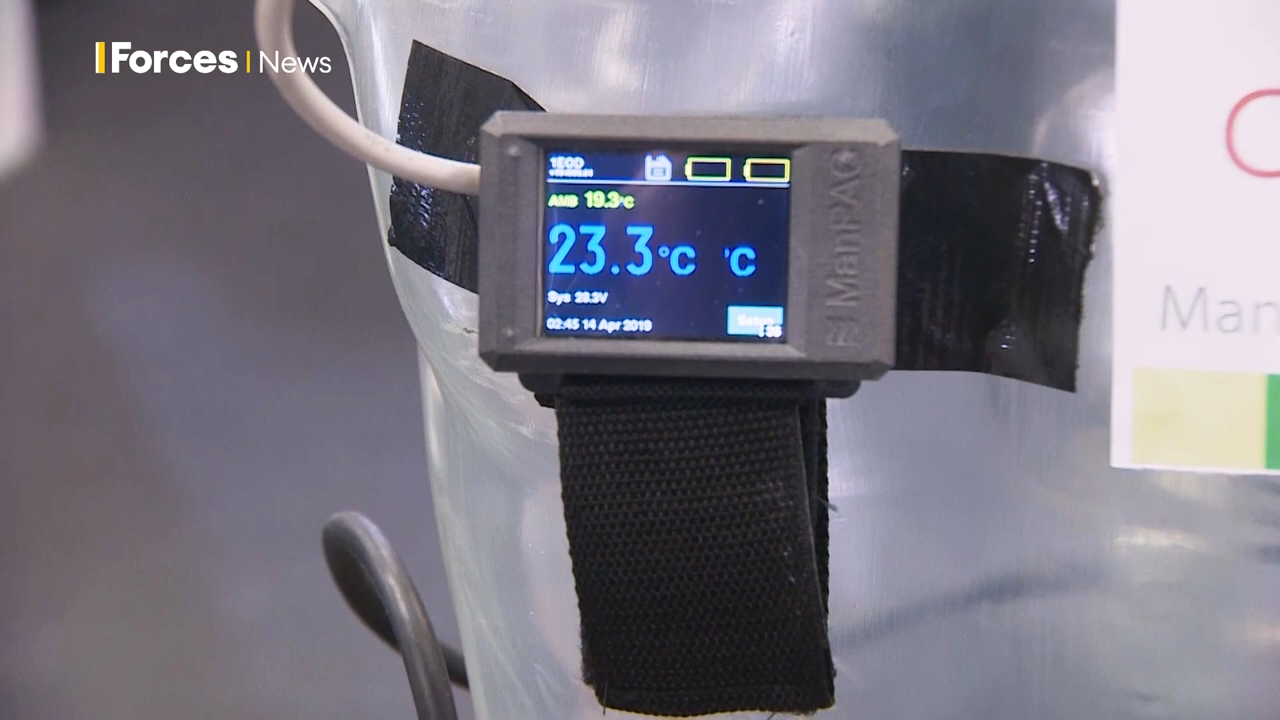 Forces News
1EOD
AMB 19.3°C
23.3°C °C
Sys 28.3V
02:45 14 Apr 2019
Setup
ManPAC
C
Man